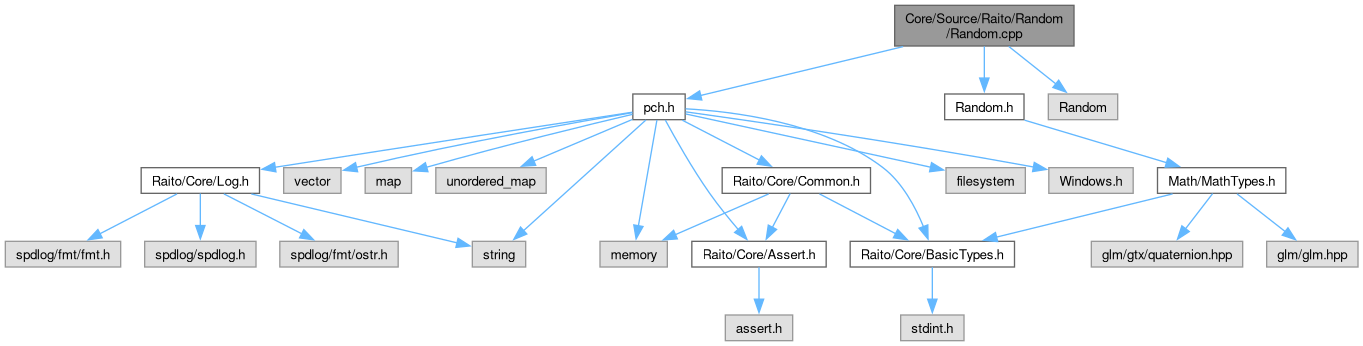 Core/Source/Raito/Random
/Random.cpp
pch.h
Random.h
Random
Raito/Core/Log.h
vector
map
unordered_map
Raito/Core/Common.h
filesystem
Windows.h
Math/MathTypes.h
spdlog/fmt/fmt.h
spdlog/spdlog.h
spdlog/fmt/ostr.h
string
memory
Raito/Core/Assert.h
Raito/Core/BasicTypes.h
glm/gtx/quaternion.hpp
glm/glm.hpp
assert.h
stdint.h